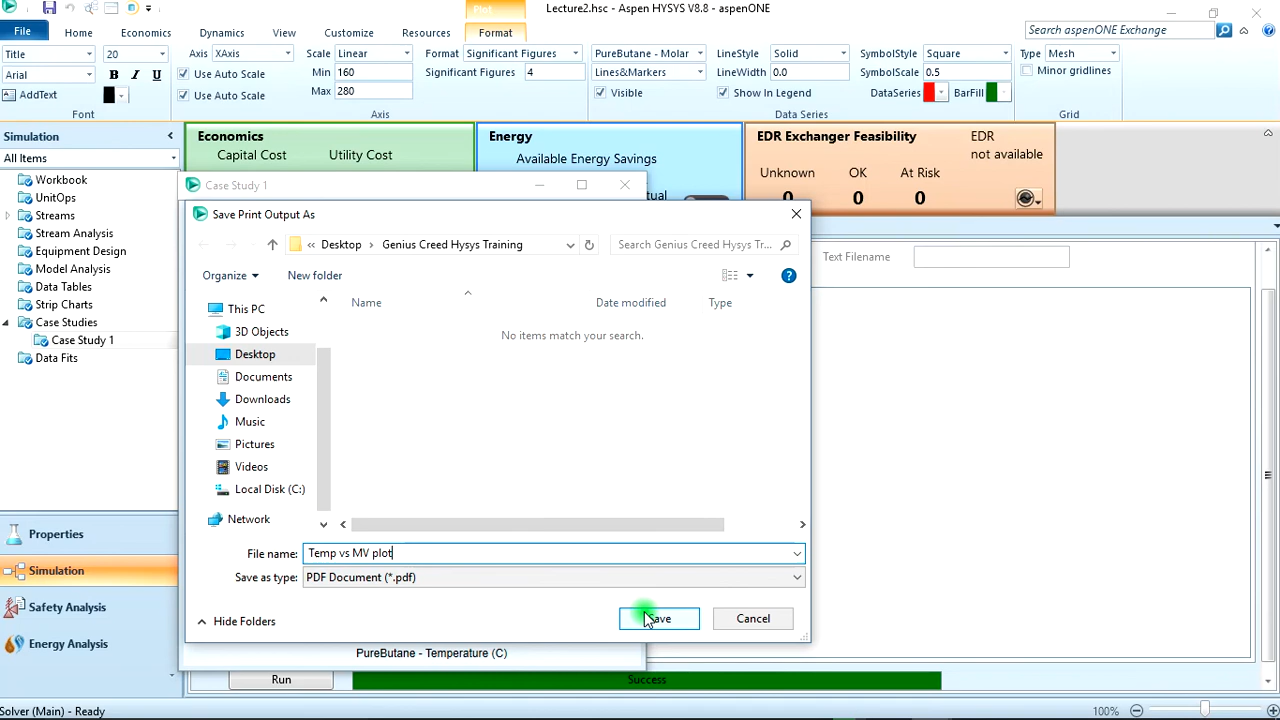 Plot
Lecture2.hsc - Aspen HYSYS V8.8 - aspenONE
File Home Economics Dynamics View Customize Resources Format
Search aspenONE Exchange
Title 20 Axis XAxis Scale Linear Format Significant Figures PureButane - Molar LineStyle Solid SymbolStyle Square Type Mesh
Arial B I U Use Auto Scale Min 160 Significant Figures 4 Lines&Markers LineWidth 0.0 SymbolScale 0.5 Minor gridlines
AddText Use Auto Scale Max 280 Visible Show In Legend DataSeries BarFill
Font Axis Data Series Grid
Simulation
All Items
Workbook
UnitOps
Streams
Stream Analysis
Equipment Design
Model Analysis
Data Tables
Strip Charts
Case Studies
Case Study 1
Data Fits
Properties
Simulation
Safety Analysis
Energy Analysis
Economics
Capital Cost Utility Cost
Energy
Available Energy Savings
EDR Exchanger Feasibility
EDR
not available
Unknown OK At Risk
0 0 0
Case Study 1
Text Filename
Save Print Output As
« Desktop › Genius Creed Hysys Training
Search Genius Creed Hysys Tr...
Organize New folder
Name Date modified Type
No items match your search.
This PC
3D Objects
Desktop
Documents
Downloads
Music
Pictures
Videos
Local Disk (C:)
Network
File name: Temp vs MV plot
Save as type: PDF Document (*.pdf)
Hide Folders
Save Cancel
PureButane - Temperature (C)
Run Success
Solver (Main) - Ready
100%